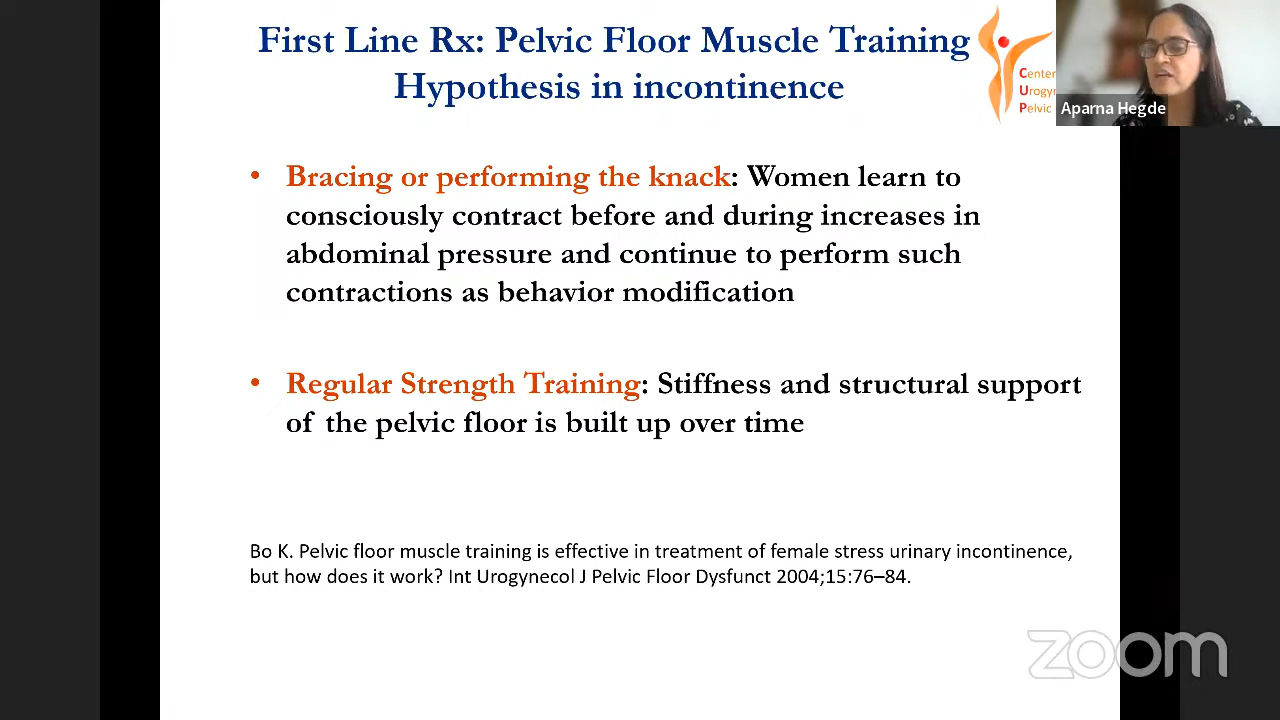 First Line Rx: Pelvic Floor Muscle Training
Hypothesis in incontinence
Center
Urogyn
Pelvic
Aparna Hegde
• Bracing or performing the knack: Women learn to
consciously contract before and during increases in
abdominal pressure and continue to perform such
contractions as behavior modification
• Regular Strength Training: Stiffness and structural support
of the pelvic floor is built up over time
Bo K. Pelvic floor muscle training is effective in treatment of female stress urinary incontinence,
but how does it work? Int Urogynecol J Pelvic Floor Dysfunct 2004;15:76–84.
zoom